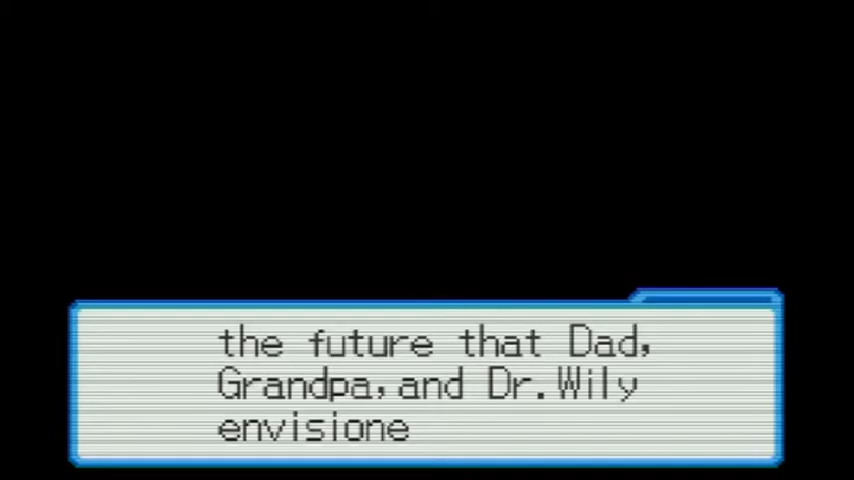 the future that Dad,
Grandpa,and Dr.Wily
envisione